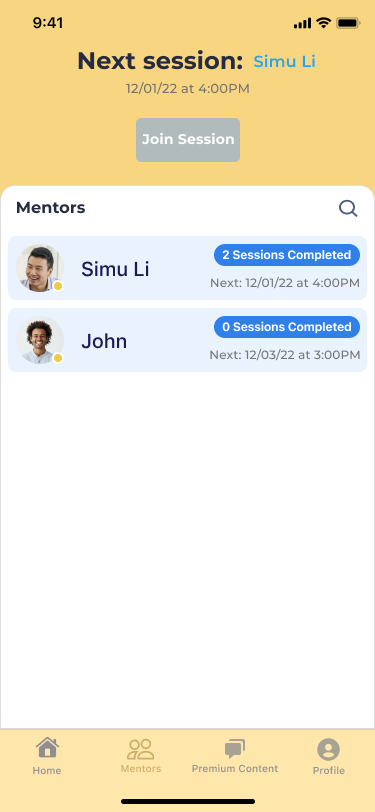 9:41
Next session: Simu Li
12/01/22 at 4:00PM
Join Session
Mentors
Simu Li
2 Sessions Completed
Next: 12/01/22 at 4:00PM
John
0 Sessions Completed
Next: 12/03/22 at 3:00PM
Home Mentors Premium Content Profile